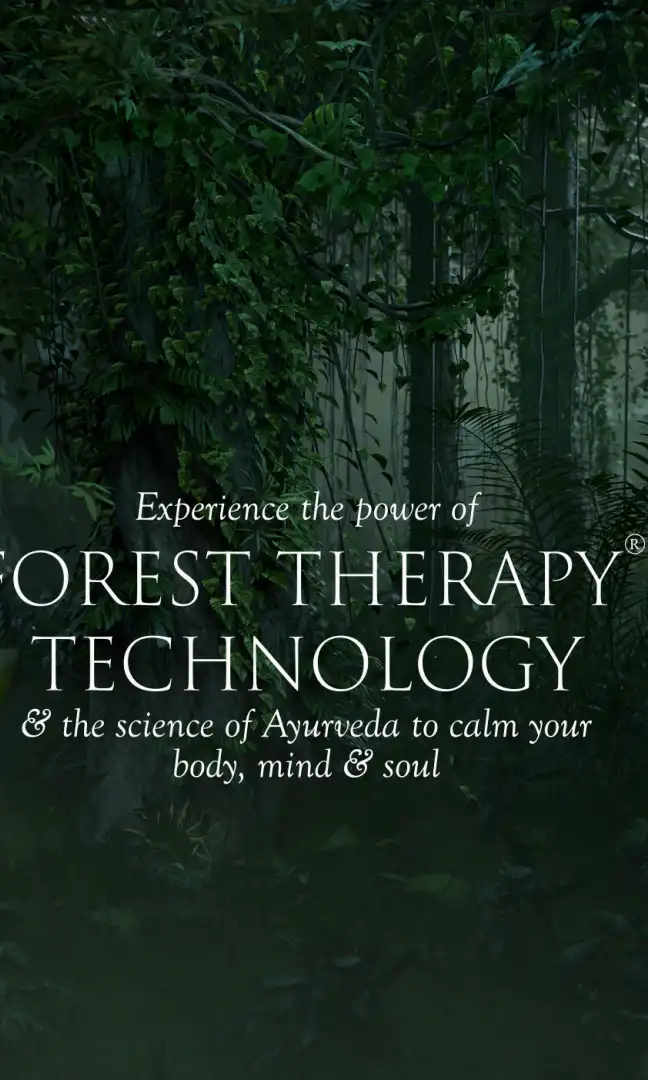 Experience the power of
FOREST THERAPY®
TECHNOLOGY
& the science of Ayurveda to calm your
body, mind & soul